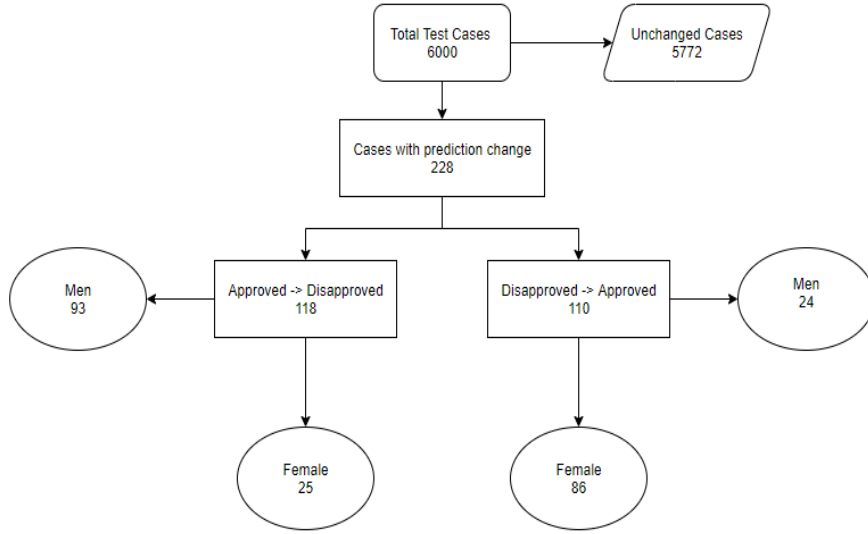 Total Test Cases
6000
Unchanged Cases
5772
Cases with prediction change
228
Men
93
Approved -> Disapproved
118
Disapproved -> Approved
110
Men
24
Female
25
Female
86